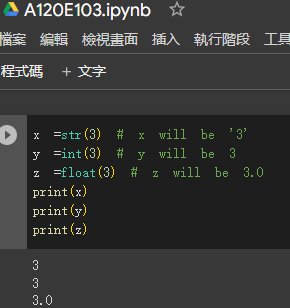 A120E103.ipynb
檔案 編輯 檢視畫面 插入 執行階段 工具
程式碼 + 文字
x =str(3) # x will be '3'
y =int(3) # y will be 3
z =float(3) # z will be 3.0
print(x)
print(y)
print(z)
3
3
3.0